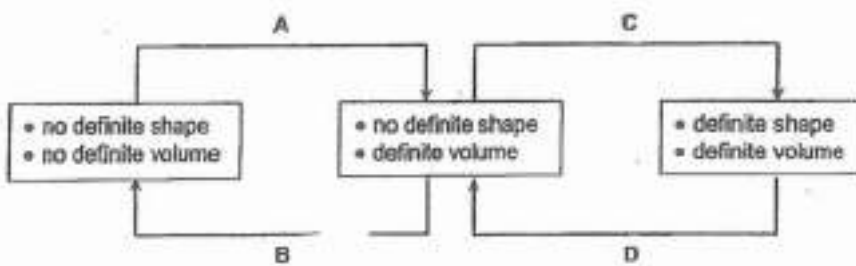 A
C
• no definite shape
• no definite volume
• no definite shape
• definite volume
• definite shape
• definite volume
B
D